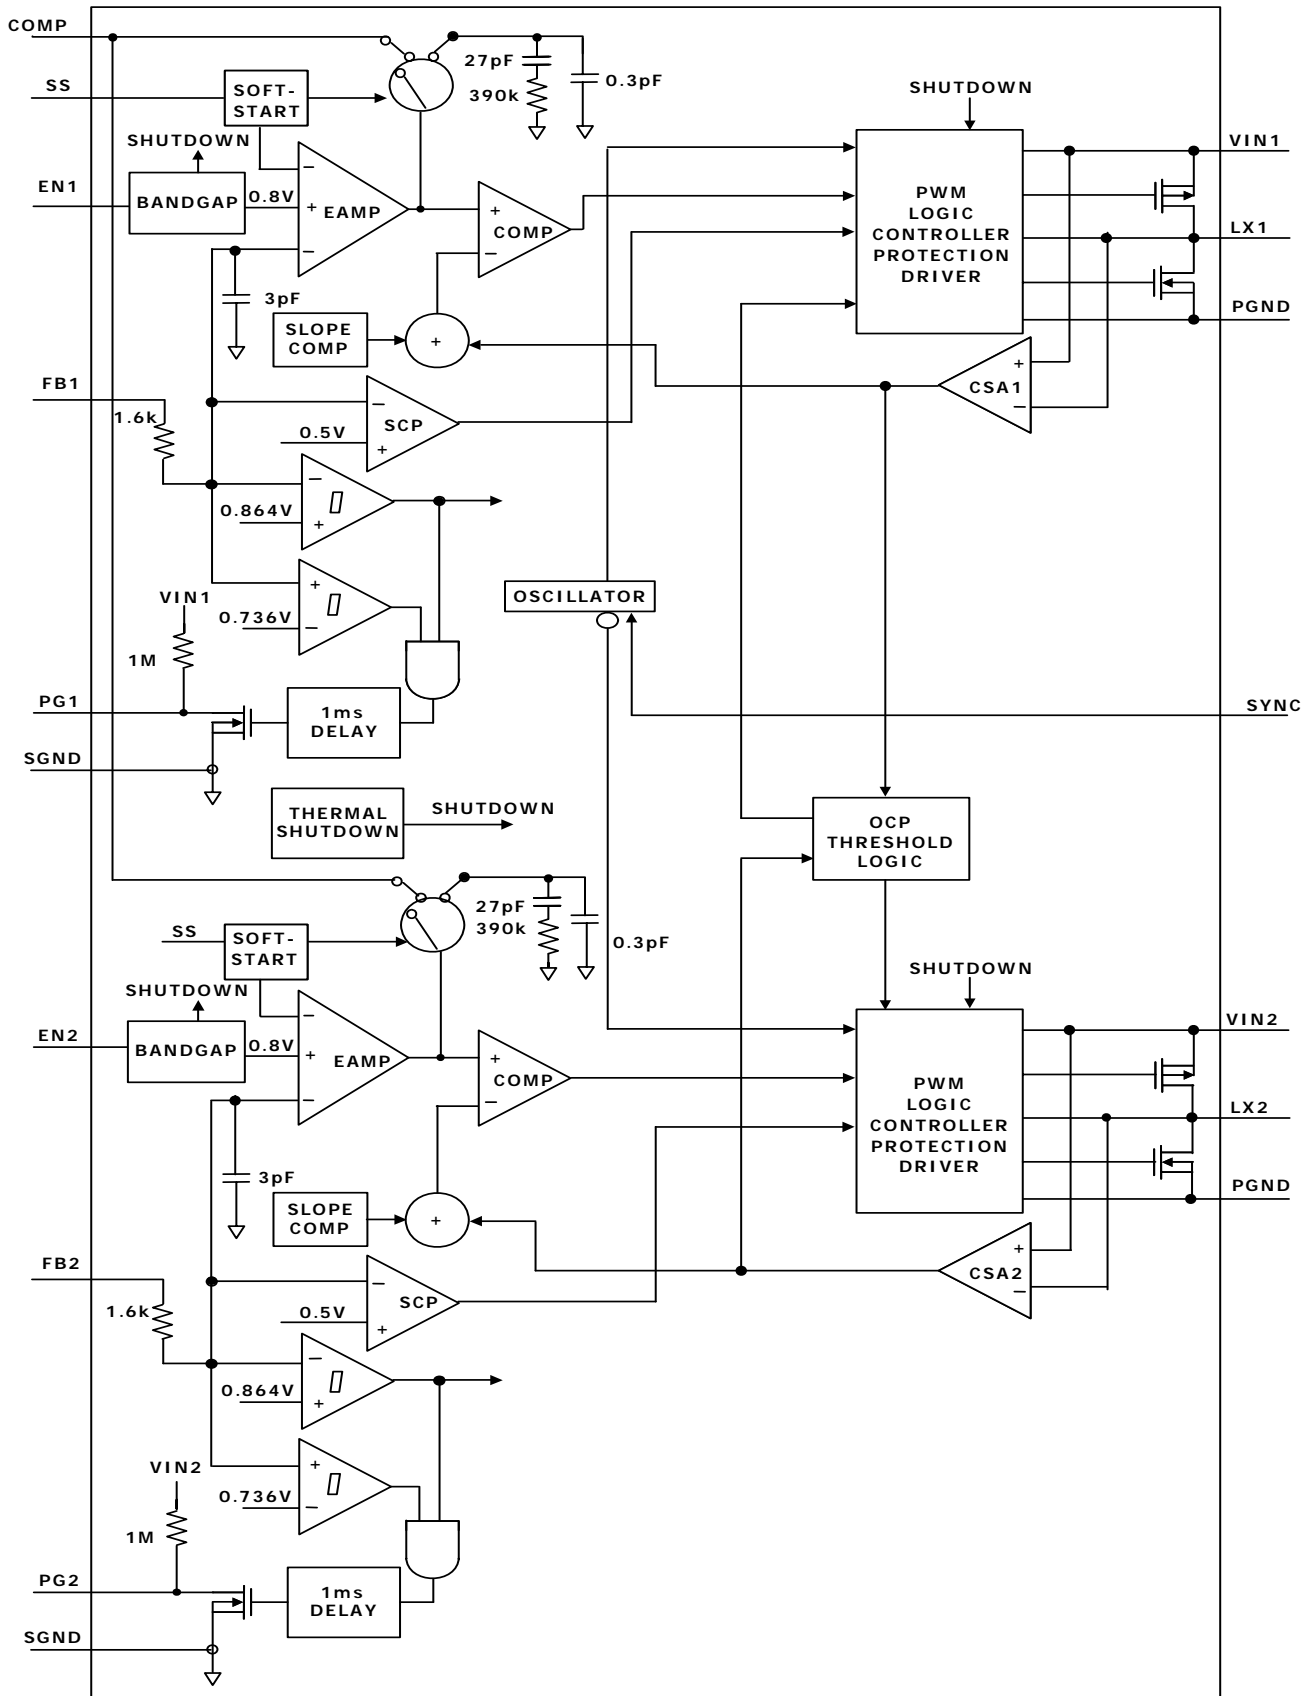 COMP
27pF
390k
0.3pF
SS
SOFT-
START
SHUTDOWN
SHUTDOWN
EN1
BANDGAP
0.8V
−
+
−
EAMP
+
−
COMP
PWM
LOGIC
CONTROLLER
PROTECTION
DRIVER
VIN1
LX1
PGND
3pF
SLOPE
COMP
+
+
−
CSA1
FB1
1.6k
−
SCP
0.5V
+
−
0.864V
+
VIN1
+
0.736V
−
OSCILLATOR
1M
PG1
1ms
DELAY
SYNC
SGND
THERMAL
SHUTDOWN
SHUTDOWN
OCP
THRESHOLD
LOGIC
27pF
390k
0.3pF
SS
SOFT-
START
SHUTDOWN
SHUTDOWN
EN2
BANDGAP
0.8V
−
+
−
EAMP
+
−
COMP
PWM
LOGIC
CONTROLLER
PROTECTION
DRIVER
VIN2
LX2
PGND
3pF
SLOPE
COMP
+
+
−
CSA2
FB2
1.6k
−
SCP
0.5V
+
−
0.864V
+
VIN2
+
0.736V
−
1M
PG2
1ms
DELAY
SGND